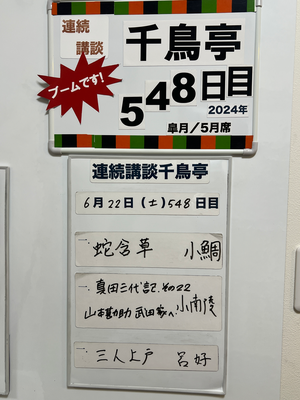 連続
講談
千鳥亭
ブームです!
548日目
2024年
皐月／5月席
連続講談千鳥亭
6月22日(土)548日目
一、蛇含草 小鯛
一、真田三代記 その22
山本勘助 武田家へ 小南陵
一、三人上戸 呂好